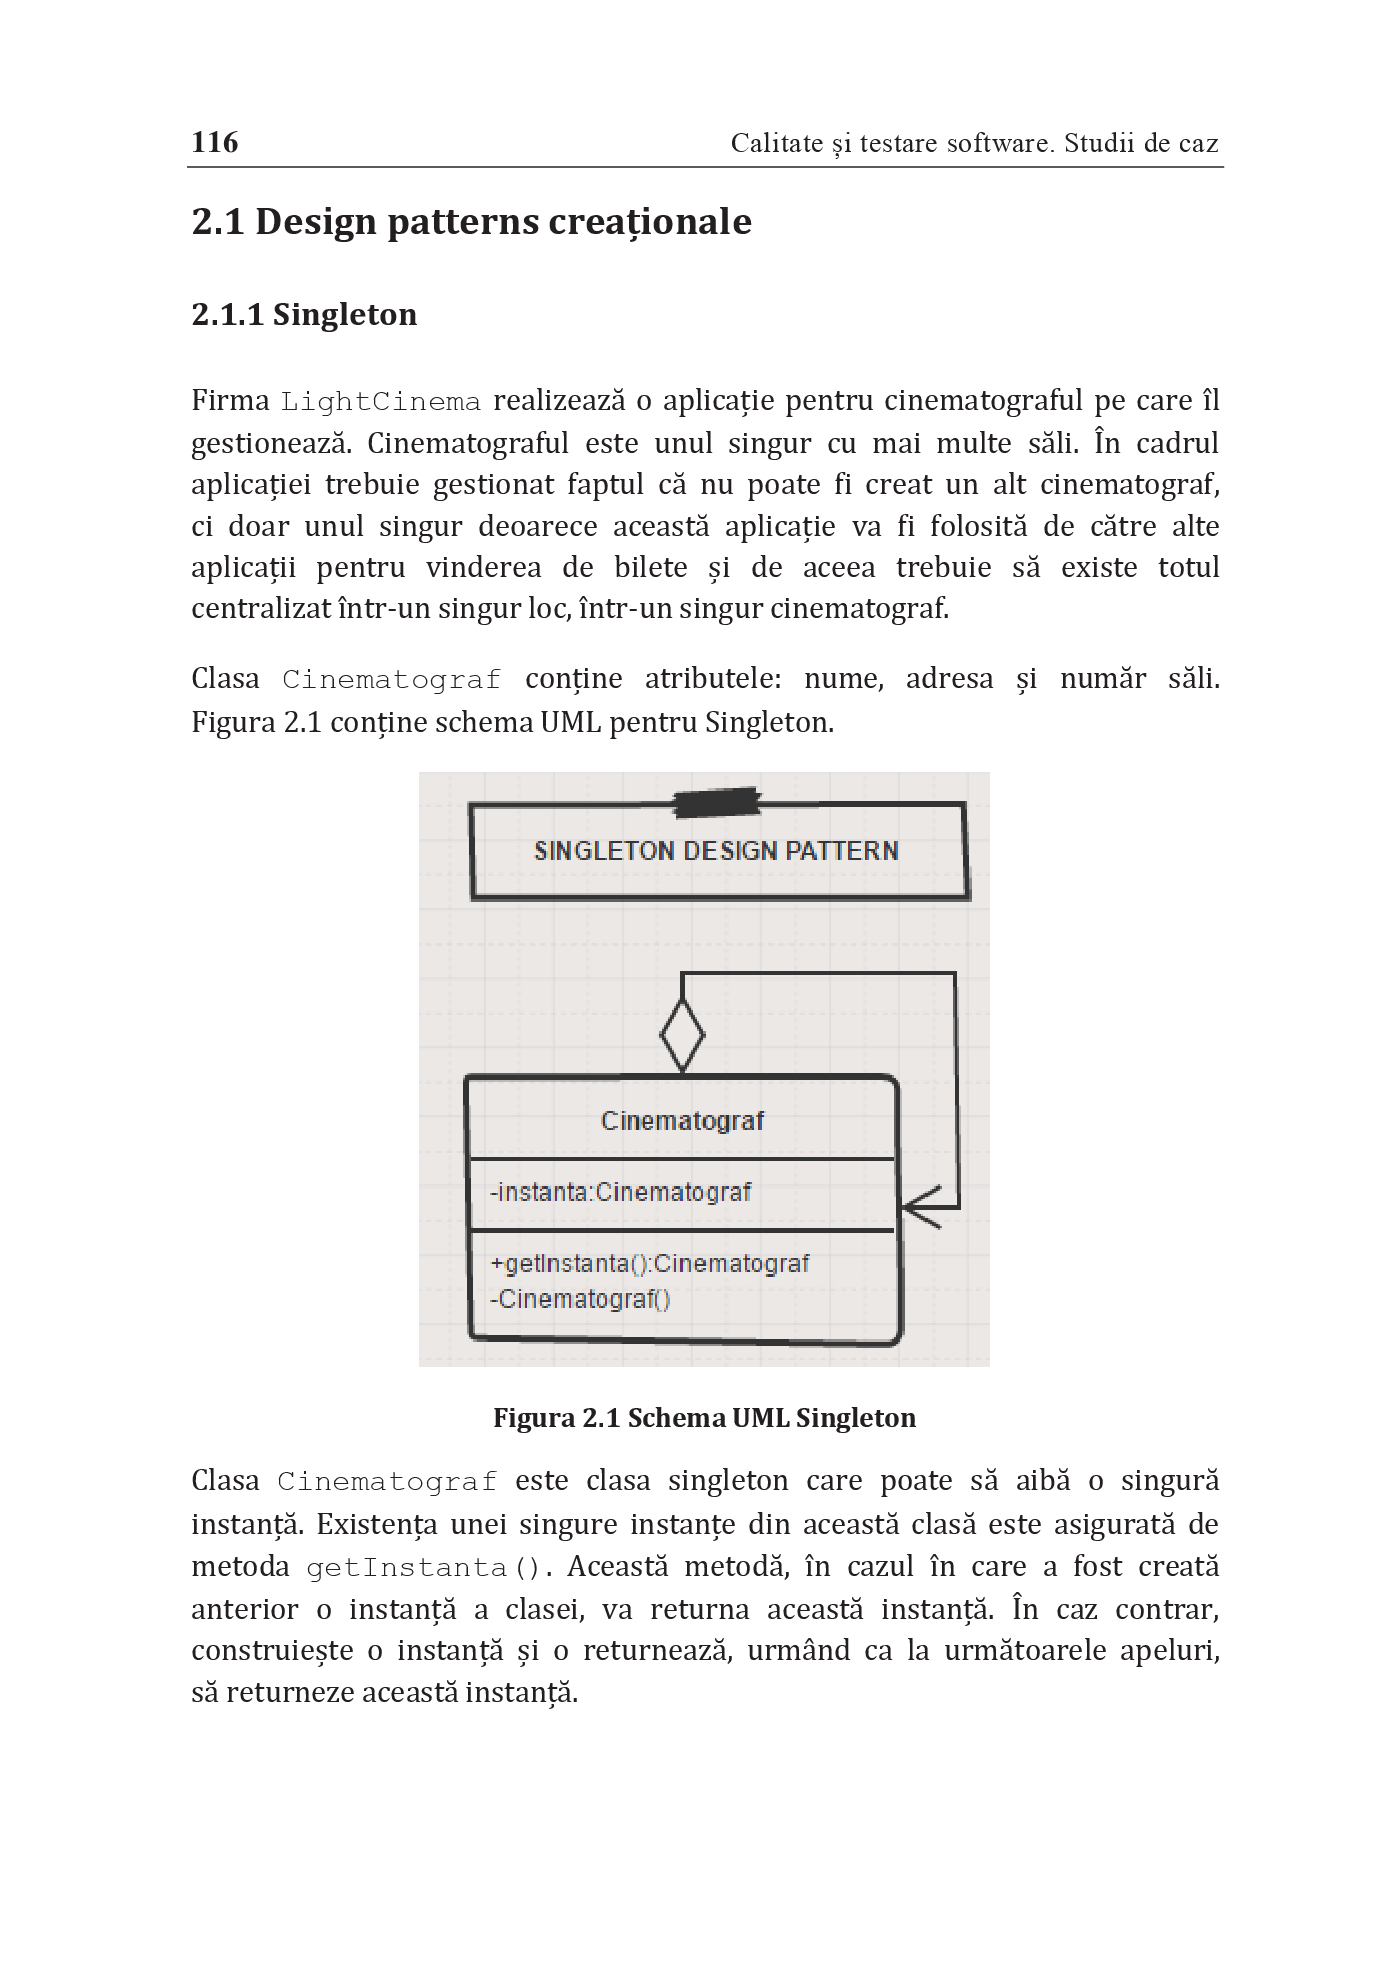 116
Calitate și testare software. Studii de caz
2.1 Design patterns creaționale
2.1.1 Singleton
Firma LightCinema realizează o aplicație pentru cinematograful pe care îl
gestionează. Cinematograful este unul singur cu mai multe săli. În cadrul
aplicației trebuie gestionat faptul că nu poate fi creat un alt cinematograf,
ci doar unul singur deoarece această aplicație va fi folosită de către alte
aplicații pentru vinderea de bilete și de aceea trebuie să existe totul
centralizat într-un singur loc, într-un singur cinematograf.
Clasa Cinematograf conține atributele: nume, adresa și număr săli.
Figura 2.1 conține schema UML pentru Singleton.
SINGLETON DESIGN PATTERN
Cinematograf
-instanta:Cinematograf
+getInstanta():Cinematograf
-Cinematograf()
Figura 2.1 Schema UML Singleton
Clasa Cinematograf este clasa singleton care poate să aibă o singură
instanță. Existența unei singure instanțe din această clasă este asigurată de
metoda getInstanta(). Această metodă, în cazul în care a fost creată
anterior o instanță a clasei, va returna această instanță. În caz contrar,
construiește o instanță și o returnează, urmând ca la următoarele apeluri,
să returneze această instanță.